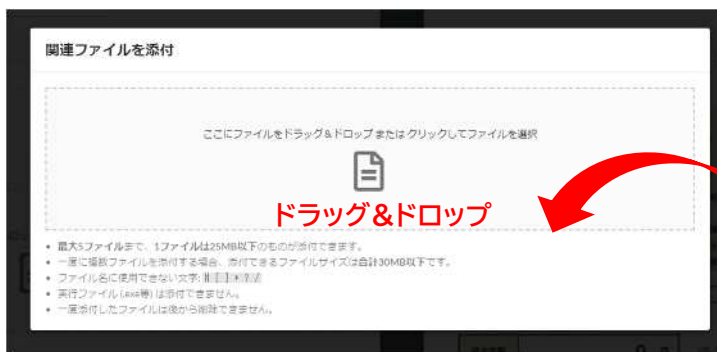 関連ファイルを添付
ここにファイルをドラッグ&ドロップ または クリックしてファイルを選択
ドラッグ&ドロップ
• 最大5ファイルまで、1ファイルは25MB以下のものが添付できます。
• 一度に複数ファイルを添付する場合、添付できるファイルサイズは合計30MB以下です。
• ファイル名に使用できない文字:
• 実行ファイル(.exe等)は添付できません。
• 一度添付したファイルは後から削除できません。